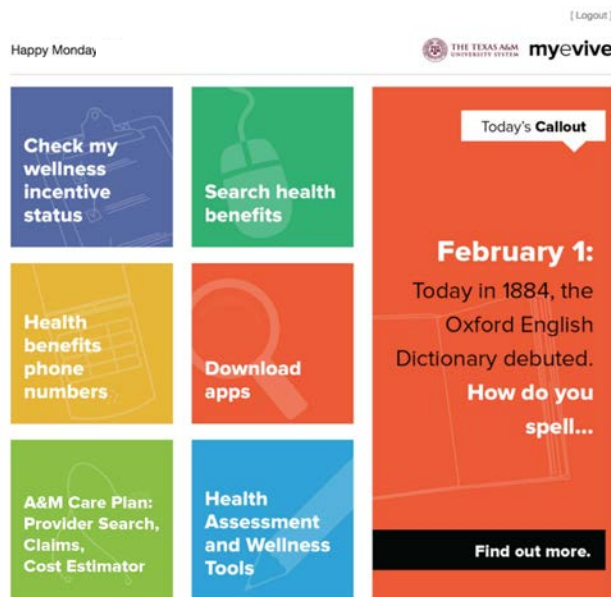 [ Logout ]
Happy Monday
THE TEXAS A&M
UNIVERSITY SYSTEM
myevive
Check my
wellness
incentive
status
Search health
benefits
Today's Callout
February 1:
Today in 1884, the
Oxford English
Dictionary debuted.
How do you
spell...
Find out more.
Health
benefits
phone
numbers
Download
apps
A&M Care Plan:
Provider Search,
Claims,
Cost Estimator
Health
Assessment
and Wellness
Tools